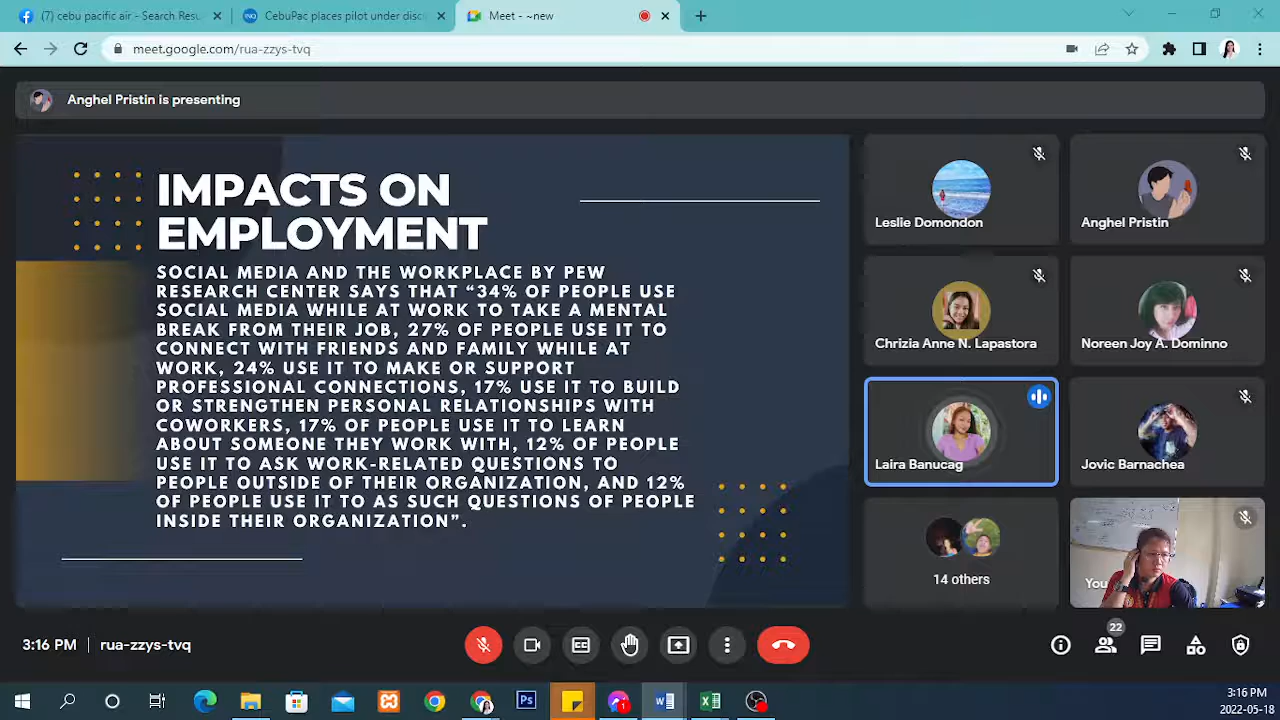 (7) cebu pacific air - Search Resu
CebuPac places pilot under disci
Meet - ~new
meet.google.com/rua-zzys-tvq
Anghel Pristin is presenting
IMPACTS ON
EMPLOYMENT
SOCIAL MEDIA AND THE WORKPLACE BY PEW
RESEARCH CENTER SAYS THAT “34% OF PEOPLE USE
SOCIAL MEDIA WHILE AT WORK TO TAKE A MENTAL
BREAK FROM THEIR JOB, 27% OF PEOPLE USE IT TO
CONNECT WITH FRIENDS AND FAMILY WHILE AT
WORK, 24% USE IT TO MAKE OR SUPPORT
PROFESSIONAL CONNECTIONS, 17% USE IT TO BUILD
OR STRENGTHEN PERSONAL RELATIONSHIPS WITH
COWORKERS, 17% OF PEOPLE USE IT TO LEARN
ABOUT SOMEONE THEY WORK WITH, 12% OF PEOPLE
USE IT TO ASK WORK-RELATED QUESTIONS TO
PEOPLE OUTSIDE OF THEIR ORGANIZATION, AND 12%
OF PEOPLE USE IT TO AS SUCH QUESTIONS OF PEOPLE
INSIDE THEIR ORGANIZATION”.
Leslie Domondon
Anghel Pristin
Chrizia Anne N. Lapastora
Noreen Joy A. Dominno
Laira Banucag
Jovic Barnachea
14 others
You
3:16 PM
rua-zzys-tvq
CC
22
Ps
1
W
X
3:16 PM
2022-05-18